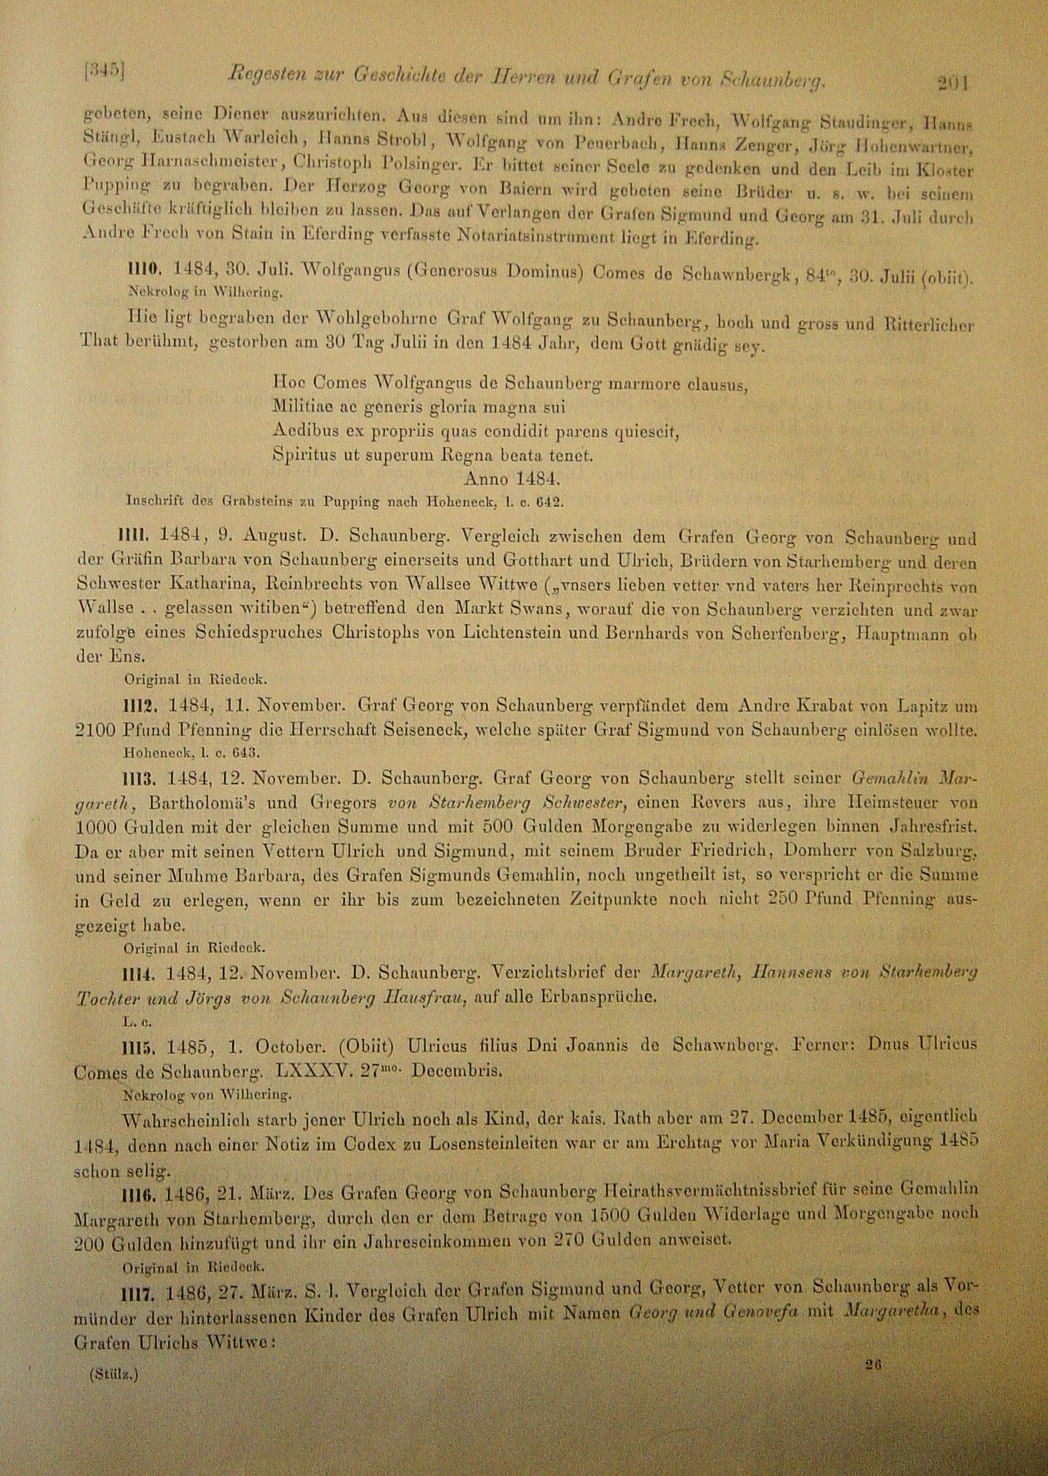 [345]
Regesten zur Geschichte der Herren und Grafen von Schaunberg.
201
gebeten, seine Diener auszurichten. Aus diesen sind um ihn: Andre Frech, Wolfgang Staudinger, Hanns
Stängl, Eustach Warleich, Hanns Strobl, Wolfgang von Peuerbach, Hanns Zenger, Jörg Hohenwartner,
Georg Harnaschmeister, Christoph Polsinger. Er bittet seiner Seele zu gedenken und den Leib im Kloster
Pupping zu begraben. Der Herzog Georg von Baiern wird gebeten seine Brüder u. s. w. bei seinem
Geschäfte kräftiglich bleiben zu lassen. Das auf Verlangen der Grafen Sigmund und Georg am 31. Juli durch
Andre Frech von Stain in Eferding verfasste Notariatsinstrument liegt in Eferding.
1110. 1484, 30. Juli. Wolfgangus (Generosus Dominus) Comes de Schawnbergk, 84to, 30. Julii (obiit).
Nekrolog in Wilhering.
Hie ligt begraben der Wohlgebohrne Graf Wolfgang zu Schaunberg, hoch und gross und Ritterlicher
That berühmt, gestorben am 30 Tag Julii in den 1484 Jahr, dem Gott gnädig sey.
Hoc Comes Wolfgangus de Schaunberg marmore clausus,
Militiae ac generis gloria magna sui
Aedibus ex propriis quas condidit parens quiescit,
Spiritus ut superum Regna beata tenet.
Anno 1484.
Inschrift des Grabsteins zu Pupping nach Hoheneck, l. c. 642.
1111. 1484, 9. August. D. Schaunberg. Vergleich zwischen dem Grafen Georg von Schaunberg und
der Gräfin Barbara von Schaunberg einerseits und Gotthart und Ulrich, Brüdern von Starhemberg und deren
Schwester Katharina, Reinbrechts von Wallsee Wittwe („vnsers lieben vetter vnd vaters her Reinprechts von
Wallse . . gelassen witiben“) betreffend den Markt Swans, worauf die von Schaunberg verzichten und zwar
zufolge eines Schiedspruches Christophs von Lichtenstein und Bernhards von Scherfenberg, Hauptmann ob
der Ens.
Original in Riedeck.
1112. 1484, 11. November. Graf Georg von Schaunberg verpfändet dem Andre Krabat von Lapitz um
2100 Pfund Pfenning die Herrschaft Seiseneck, welche später Graf Sigmund von Schaunberg einlösen wollte.
Hoheneck, l. c. 643.
1113. 1484, 12. November. D. Schaunberg. Graf Georg von Schaunberg stellt seiner Gemahlin Mar-
gareth, Bartholomä's und Gregors von Starhemberg Schwester, einen Revers aus, ihre Heimsteuer von
1000 Gulden mit der gleichen Summe und mit 500 Gulden Morgengabe zu widerlegen binnen Jahresfrist.
Da er aber mit seinen Vettern Ulrich und Sigmund, mit seinem Bruder Friedrich, Domherr von Salzburg,
und seiner Muhme Barbara, des Grafen Sigmunds Gemahlin, noch ungetheilt ist, so verspricht er die Summe
in Geld zu erlegen, wenn er ihr bis zum bezeichneten Zeitpunkte noch nicht 250 Pfund Pfenning aus-
gezeigt habe.
Original in Riedeck.
1114. 1484, 12. November. D. Schaunberg. Verzichtsbrief der Margareth, Hannsens von Starhemberg
Tochter und Jörgs von Schaunberg Hausfrau, auf alle Erbansprüche.
L. c.
1115. 1485, 1. October. (Obiit) Ulricus filius Dni Joannis de Schawnberg. Ferner: Dnus Ulricus
Comes de Schaunberg. LXXXV. 27mo. Decembris.
Nekrolog von Wilhering.
Wahrscheinlich starb jener Ulrich noch als Kind, der kais. Rath aber am 27. December 1485, eigentlich
1484, denn nach einer Notiz im Codex zu Losensteinleiten war er am Erchtag vor Maria Verkündigung 1485
schon selig.
1116. 1486, 21. März. Des Grafen Georg von Schaunberg Heirathsvermächtnissbrief für seine Gemahlin
Margareth von Starhemberg, durch den er dem Betrage von 1500 Gulden Widerlage und Morgengabe noch
200 Gulden hinzufügt und ihr ein Jahreseinkommen von 270 Gulden anweiset.
Original in Riedeck.
1117. 1486, 27. März. S. l. Vergleich der Grafen Sigmund und Georg, Vetter von Schaunberg als Vor-
münder der hinterlassenen Kinder des Grafen Ulrich mit Namen Georg und Genovefa mit Margaretha, des
Grafen Ulrichs Wittwe:
(Stülz.)
26